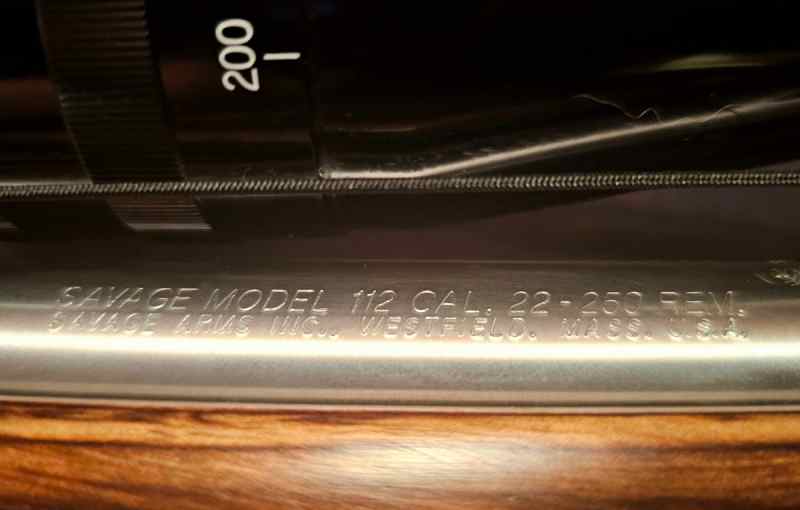 200
SAVAGE MODEL 112 CAL. 22-250 REM.
SAVAGE ARMS INC., WESTFIELD, MASS. U.S.A.